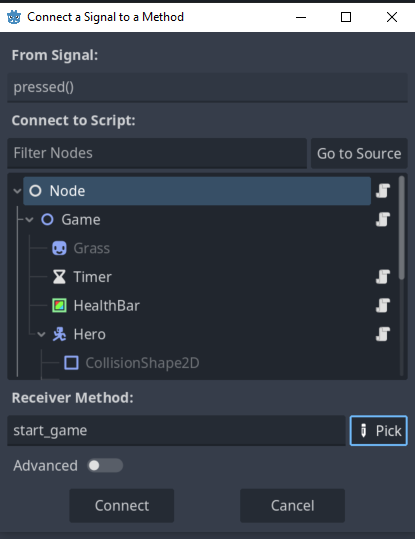 Connect a Signal to a Method
From Signal:
pressed()
Connect to Script:
Filter Nodes
Go to Source
Node
Game
Grass
Timer
HealthBar
Hero
CollisionShape2D
Receiver Method:
start_game
Pick
Advanced
Connect
Cancel